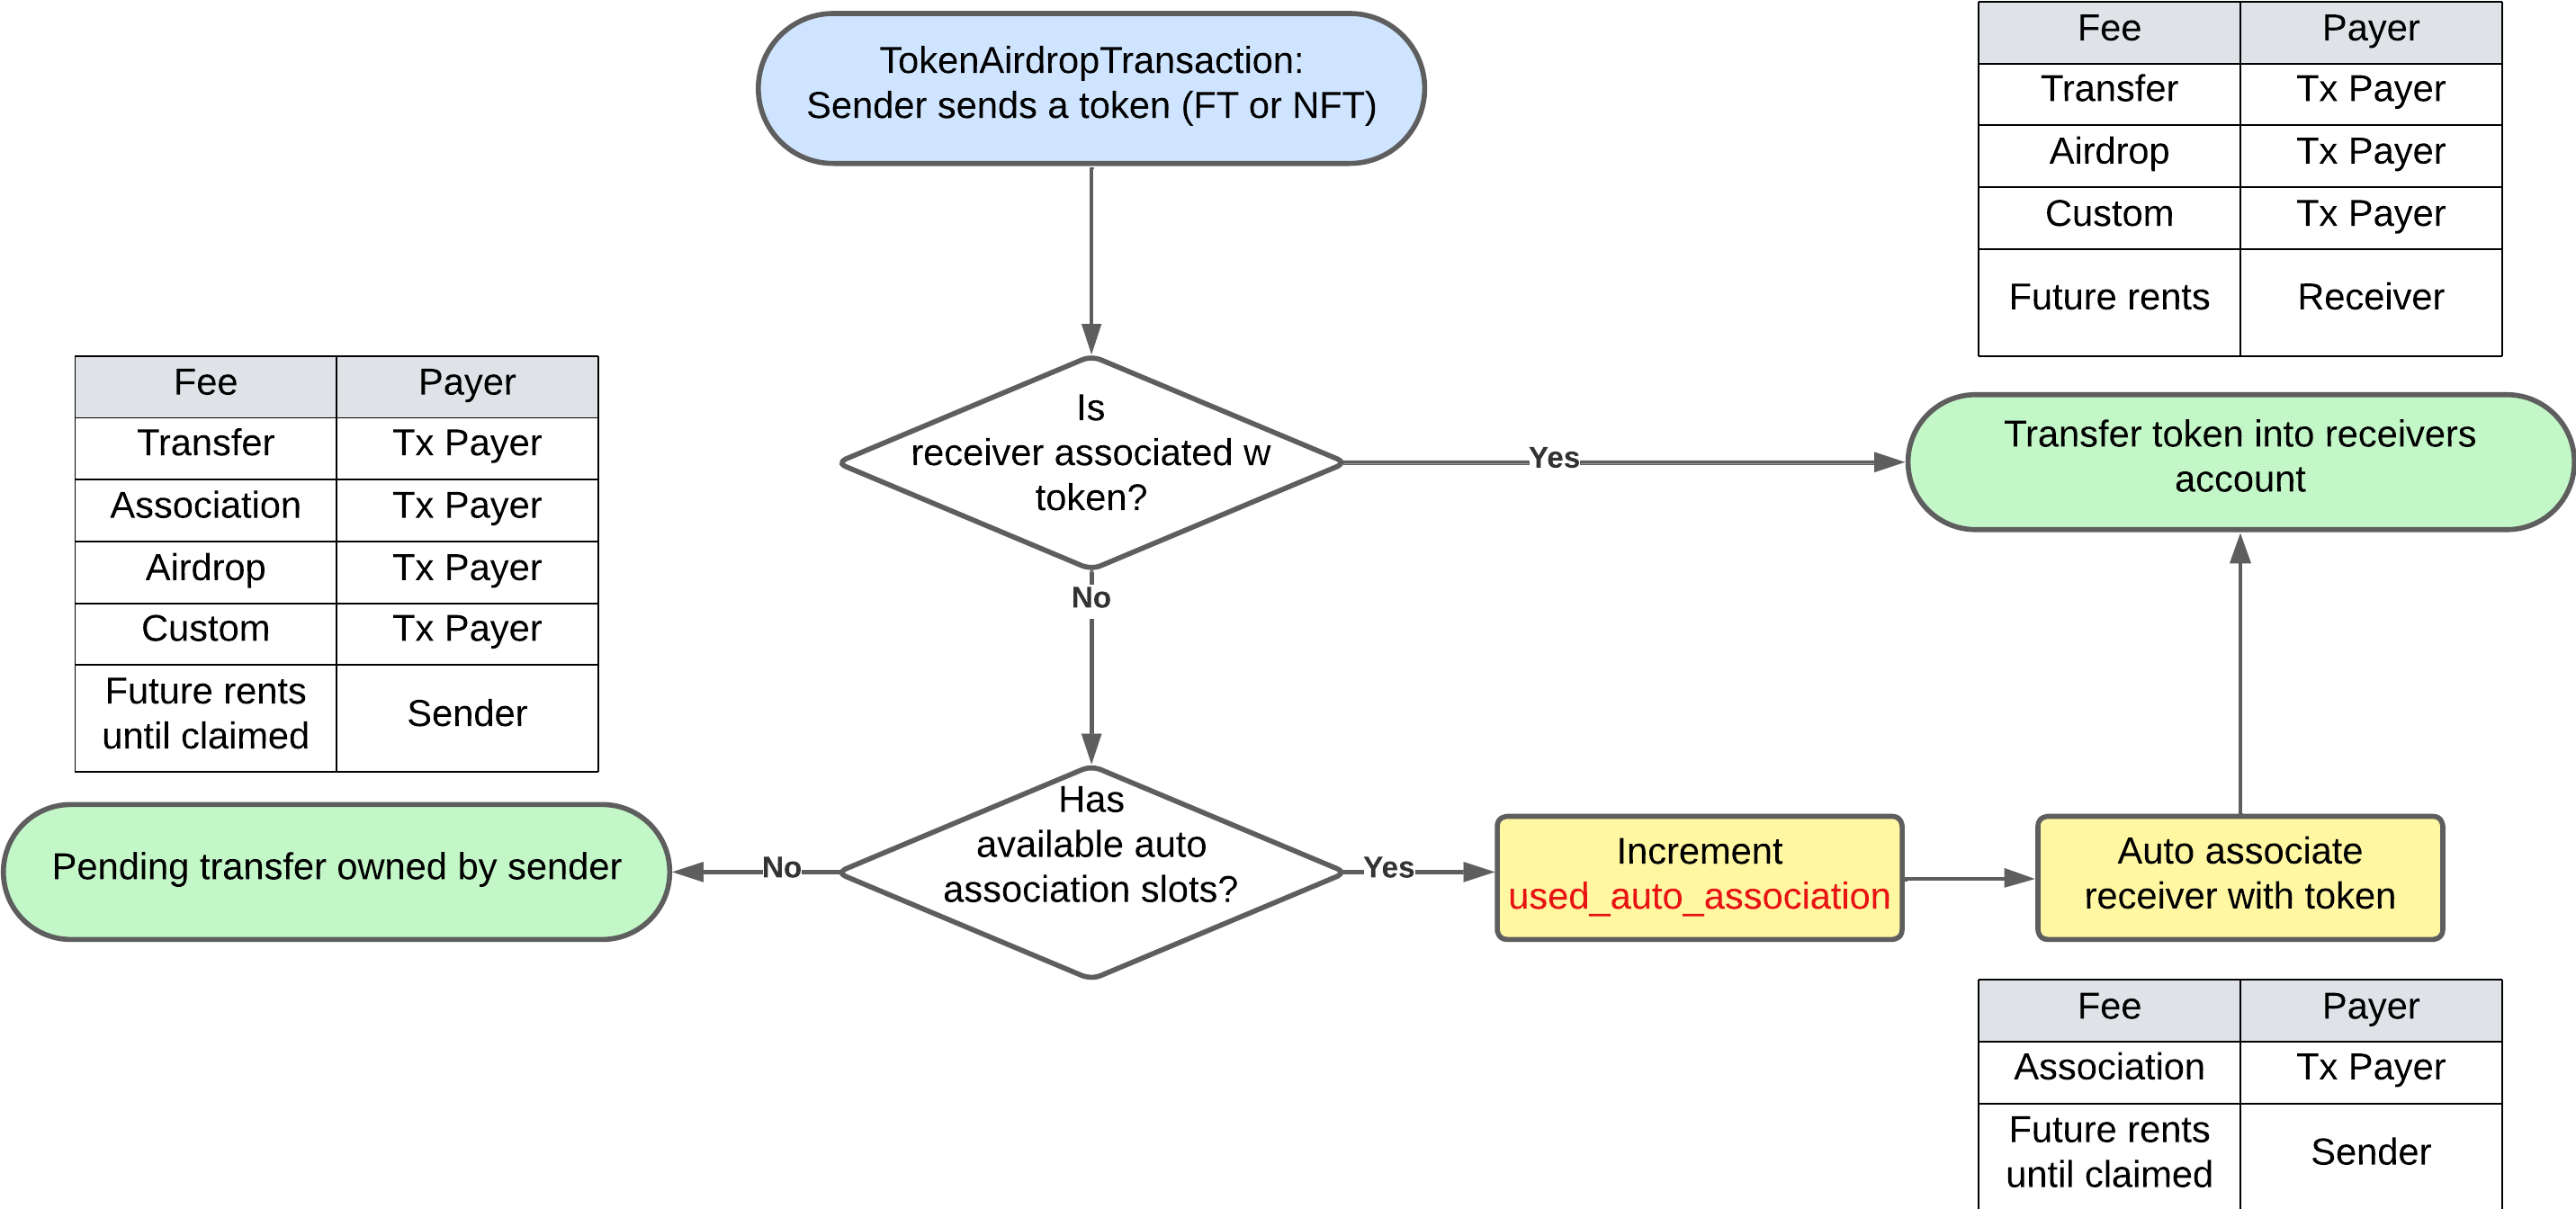 TokenAirdropTransaction:
Sender sends a token (FT or NFT)
Fee Payer
Transfer Tx Payer
Airdrop Tx Payer
Custom Tx Payer
Future rents Receiver
Is
receiver associated w
token?
Yes
Transfer token into receivers
account
Fee Payer
Transfer Tx Payer
Association Tx Payer
Airdrop Tx Payer
Custom Tx Payer
Future rents
until claimed
Sender
No
Has
available auto
association slots?
No
Pending transfer owned by sender
Yes
Increment
used_auto_association
Auto associate
receiver with token
Fee Payer
Association Tx Payer
Future rents
until claimed
Sender